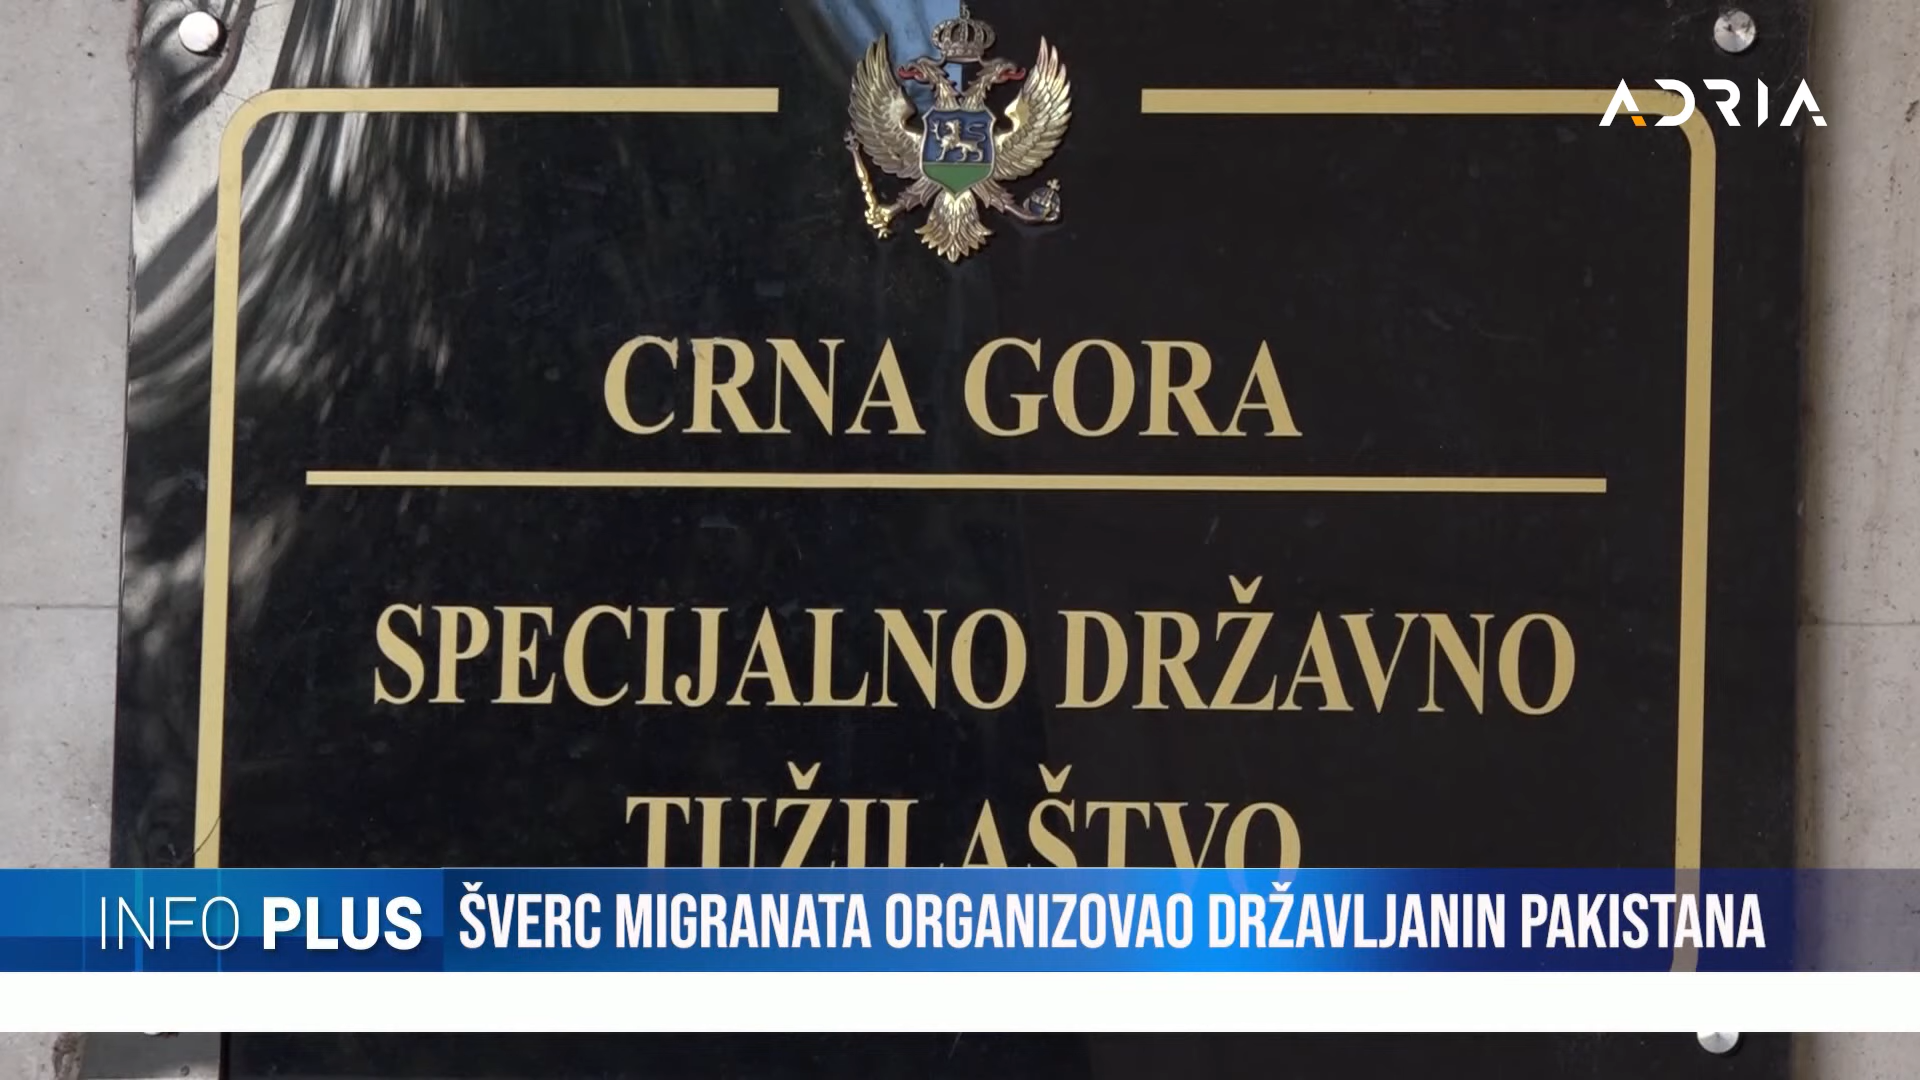 ADRIA
CRNA GORA
SPECIJALNO DRŽAVNO
TUŽILAŠTVO
INFO PLUS
ŠVERC MIGRANATA ORGANIZOVAO DRŽAVLJANIN PAKISTANA